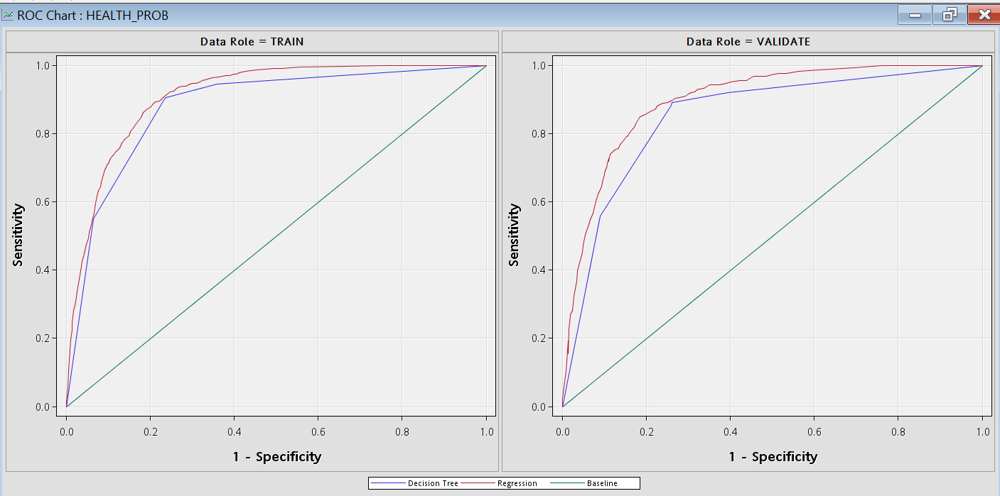 ROC Chart : HEALTH_PROB
Data Role = TRAIN
1.0
0.8
0.6
0.4
0.2
0.0
Sensitivity
0.0 0.2 0.4 0.6 0.8 1.0
1 - Specificity
Data Role = VALIDATE
1.0
0.8
0.6
0.4
0.2
0.0
Sensitivity
0.0 0.2 0.4 0.6 0.8 1.0
1 - Specificity
Decision Tree Regression Baseline